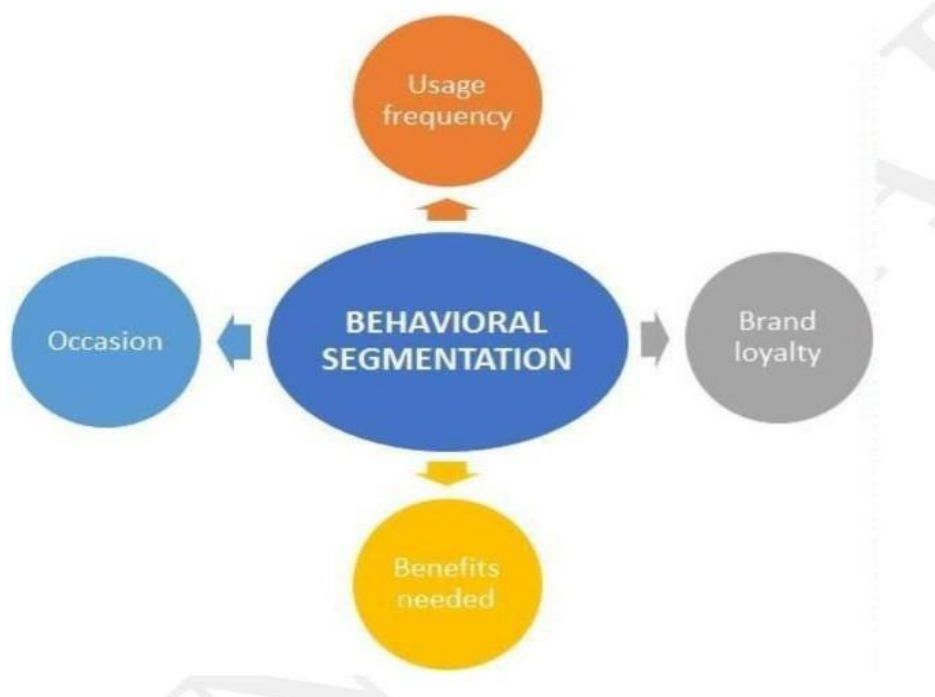 Usage
frequency
Occasion
BEHAVIORAL
SEGMENTATION
Brand
loyalty
Benefits
needed